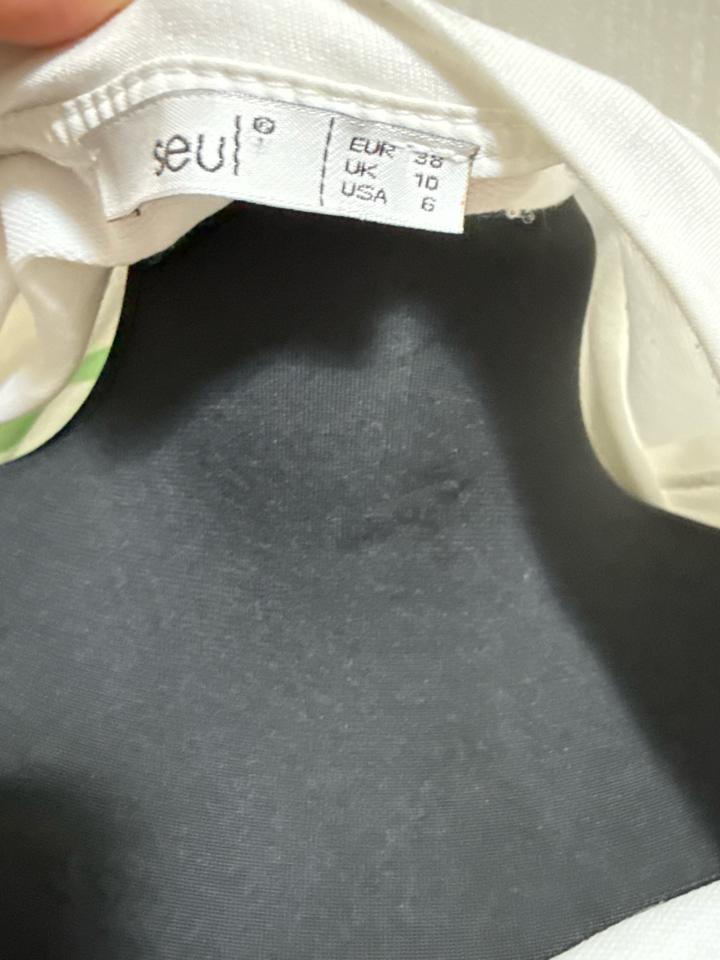 seul ©
EUR 38
UK 10
USA 6